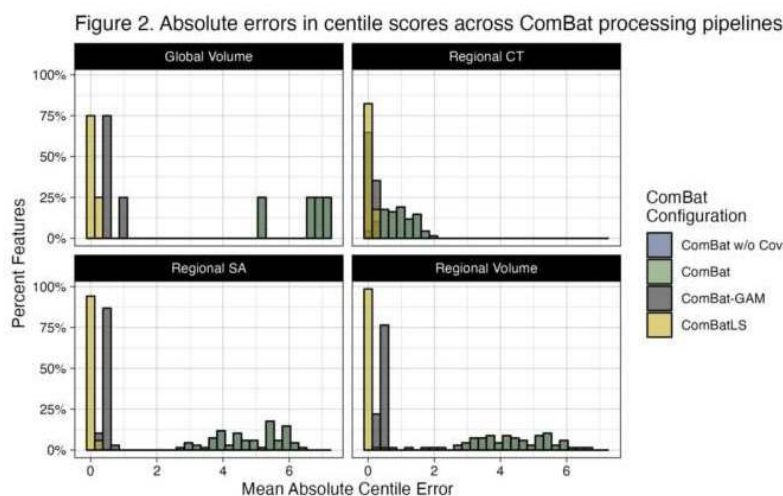 Figure 2. Absolute errors in centile scores across ComBat processing pipelines
Global Volume
Regional CT
100%
75%
50%
25%
0%
Regional SA
Regional Volume
100%
75%
50%
25%
0%
0 2 4 6
0 2 4 6
Percent Features
Mean Absolute Centile Error
ComBat
Configuration
ComBat w/o Cov
ComBat
ComBat-GAM
ComBatLS